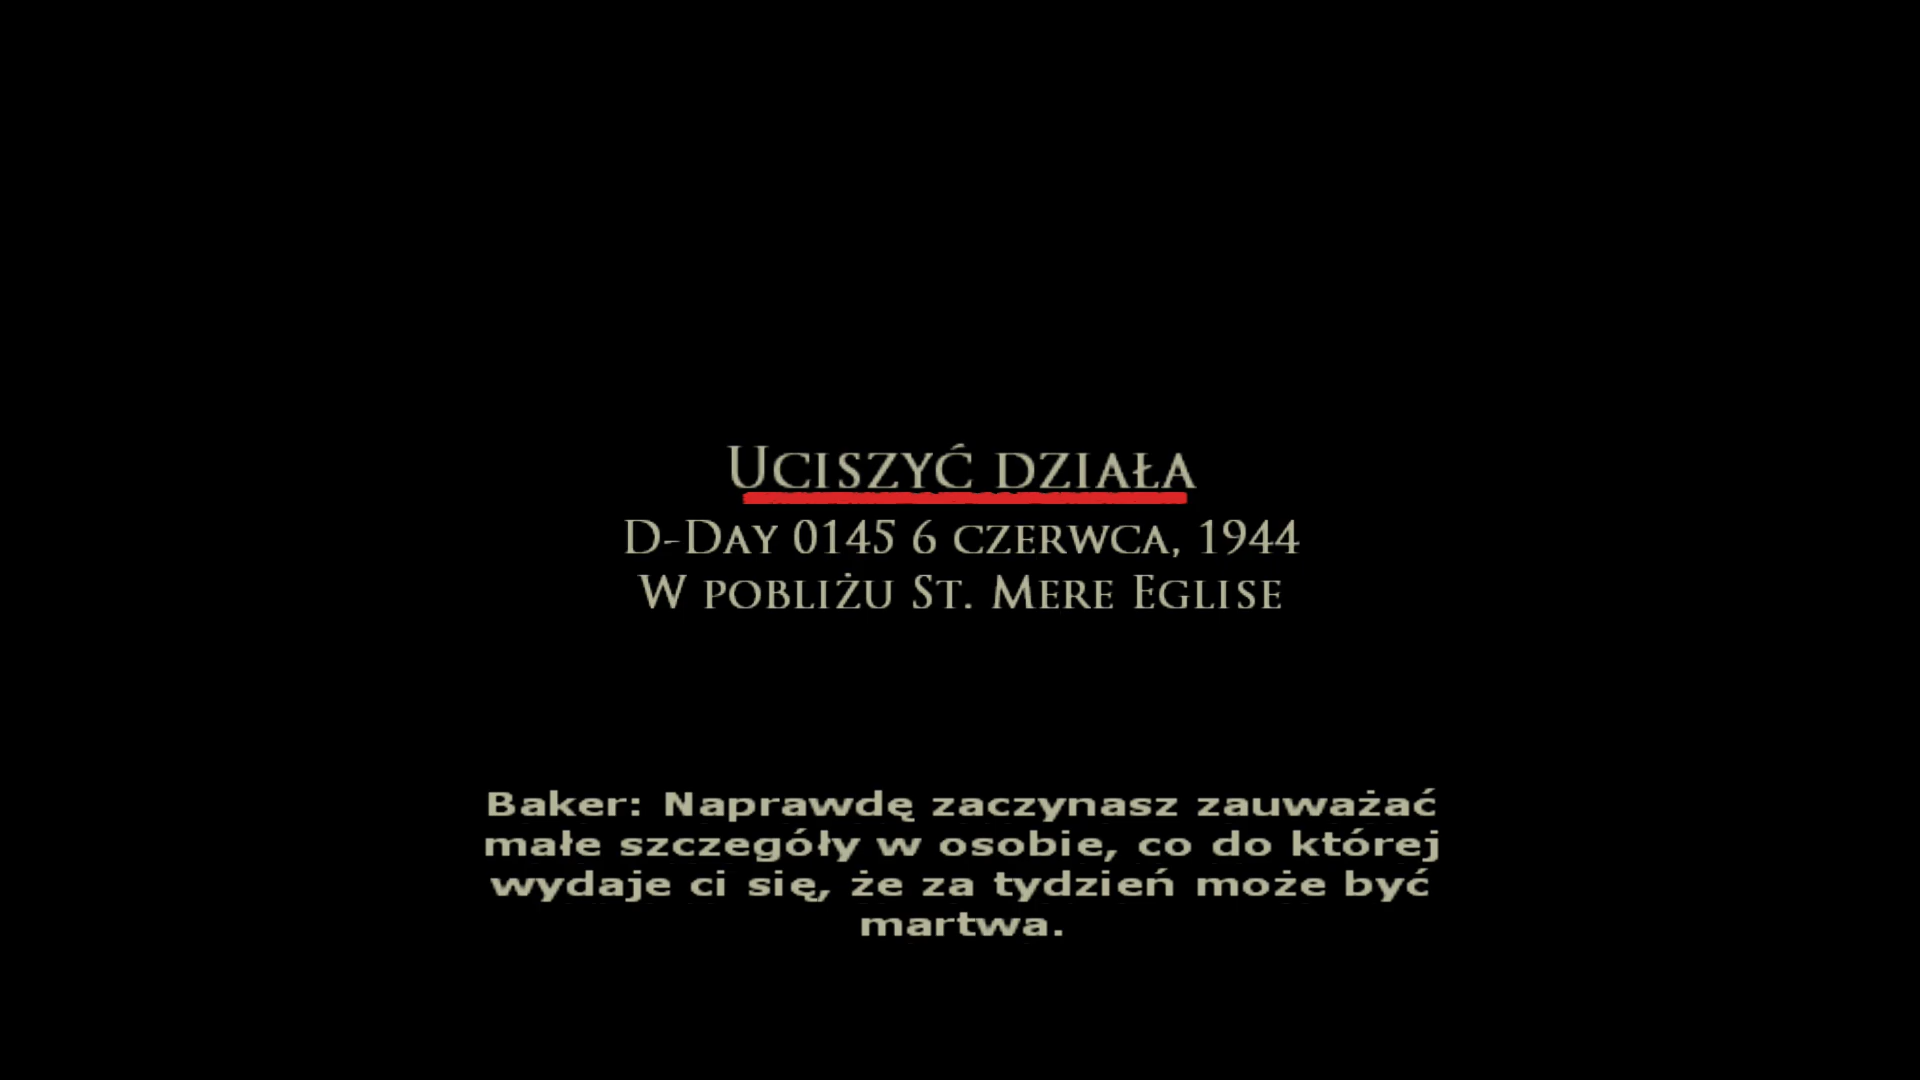 Uciszyć działa
D-Day 0145 6 czerwca, 1944
W pobliżu St. Mere Eglise
Baker: Naprawdę zaczynasz zauważać
małe szczegóły w osobie, co do której
wydaje ci się, że za tydzień może być
martwa.